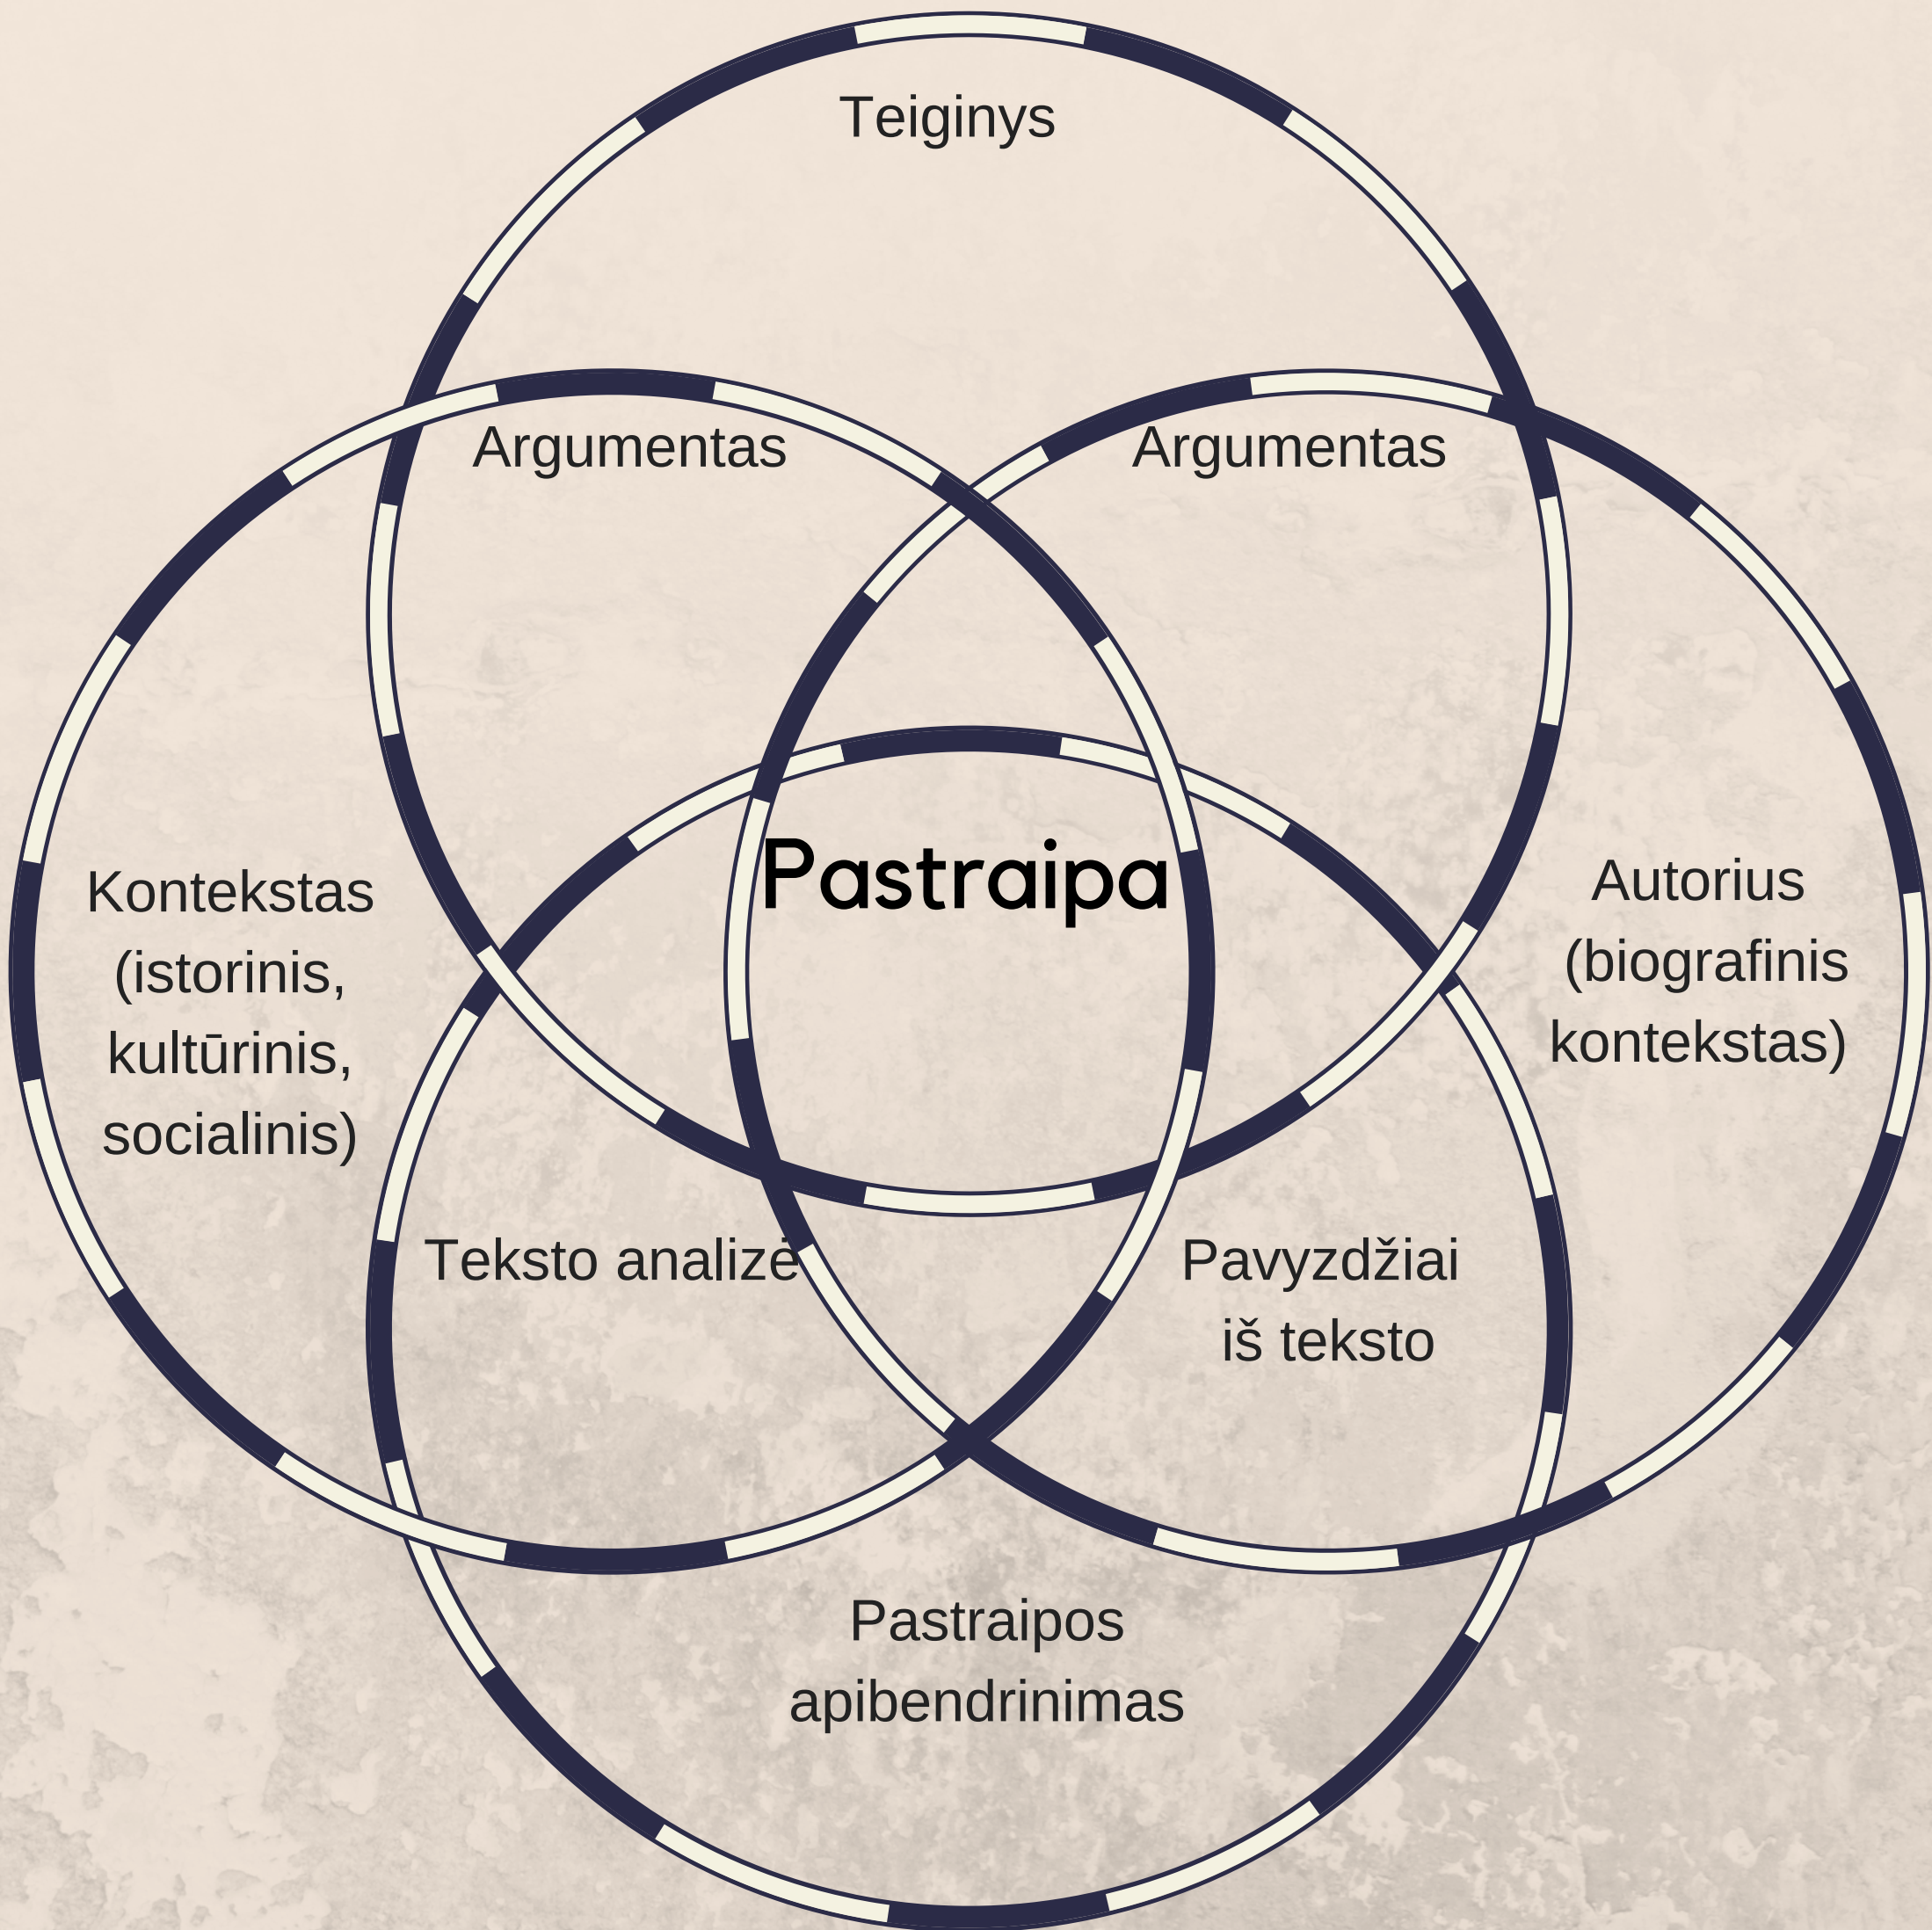 Teiginys
Argumentas
Argumentas
Pastraipa
Kontekstas
(istorinis,
kultūrinis,
socialinis)
Autorius
(biografinis
kontekstas)
Teksto analizė
Pavyzdžiai
iš teksto
Pastraipos
apibendrinimas